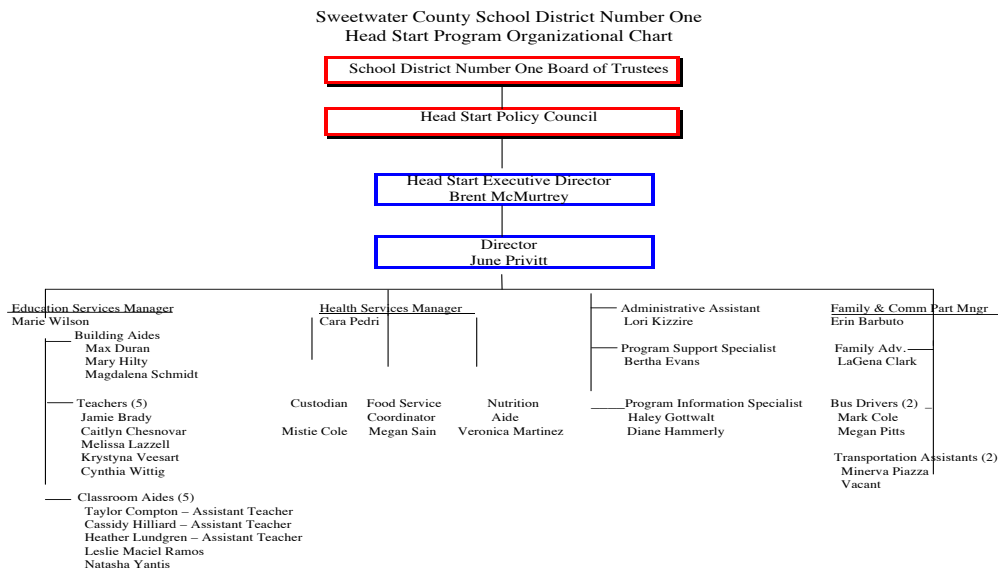 Sweetwater County School District Number One
Head Start Program Organizational Chart
School District Number One Board of Trustees
Head Start Policy Council
Head Start Executive Director
Brent McMurtrey
Director
June Privitt
Education Services Manager
Marie Wilson
Building Aides
Max Duran
Mary Hilty
Magdalena Schmidt
Teachers (5)
Jamie Brady
Caitlyn Chesnovar
Melissa Lazzell
Krystyna Veesart
Cynthia Wittig
Classroom Aides (5)
Taylor Compton – Assistant Teacher
Cassidy Hilliard – Assistant Teacher
Heather Lundgren – Assistant Teacher
Leslie Maciel Ramos
Natasha Yantis
Health Services Manager
Cara Pedri
Custodian
Mistie Cole
Food Service
Coordinator
Megan Sain
Nutrition
Aide
Veronica Martinez
Administrative Assistant
Lori Kizzire
Program Support Specialist
Bertha Evans
Program Information Specialist
Haley Gottwalt
Diane Hammerly
Family & Comm Part Mngr
Erin Barbuto
Family Adv.
LaGena Clark
Bus Drivers (2)
Mark Cole
Megan Pitts
Transportation Assistants (2)
Minerva Piazza
Vacant